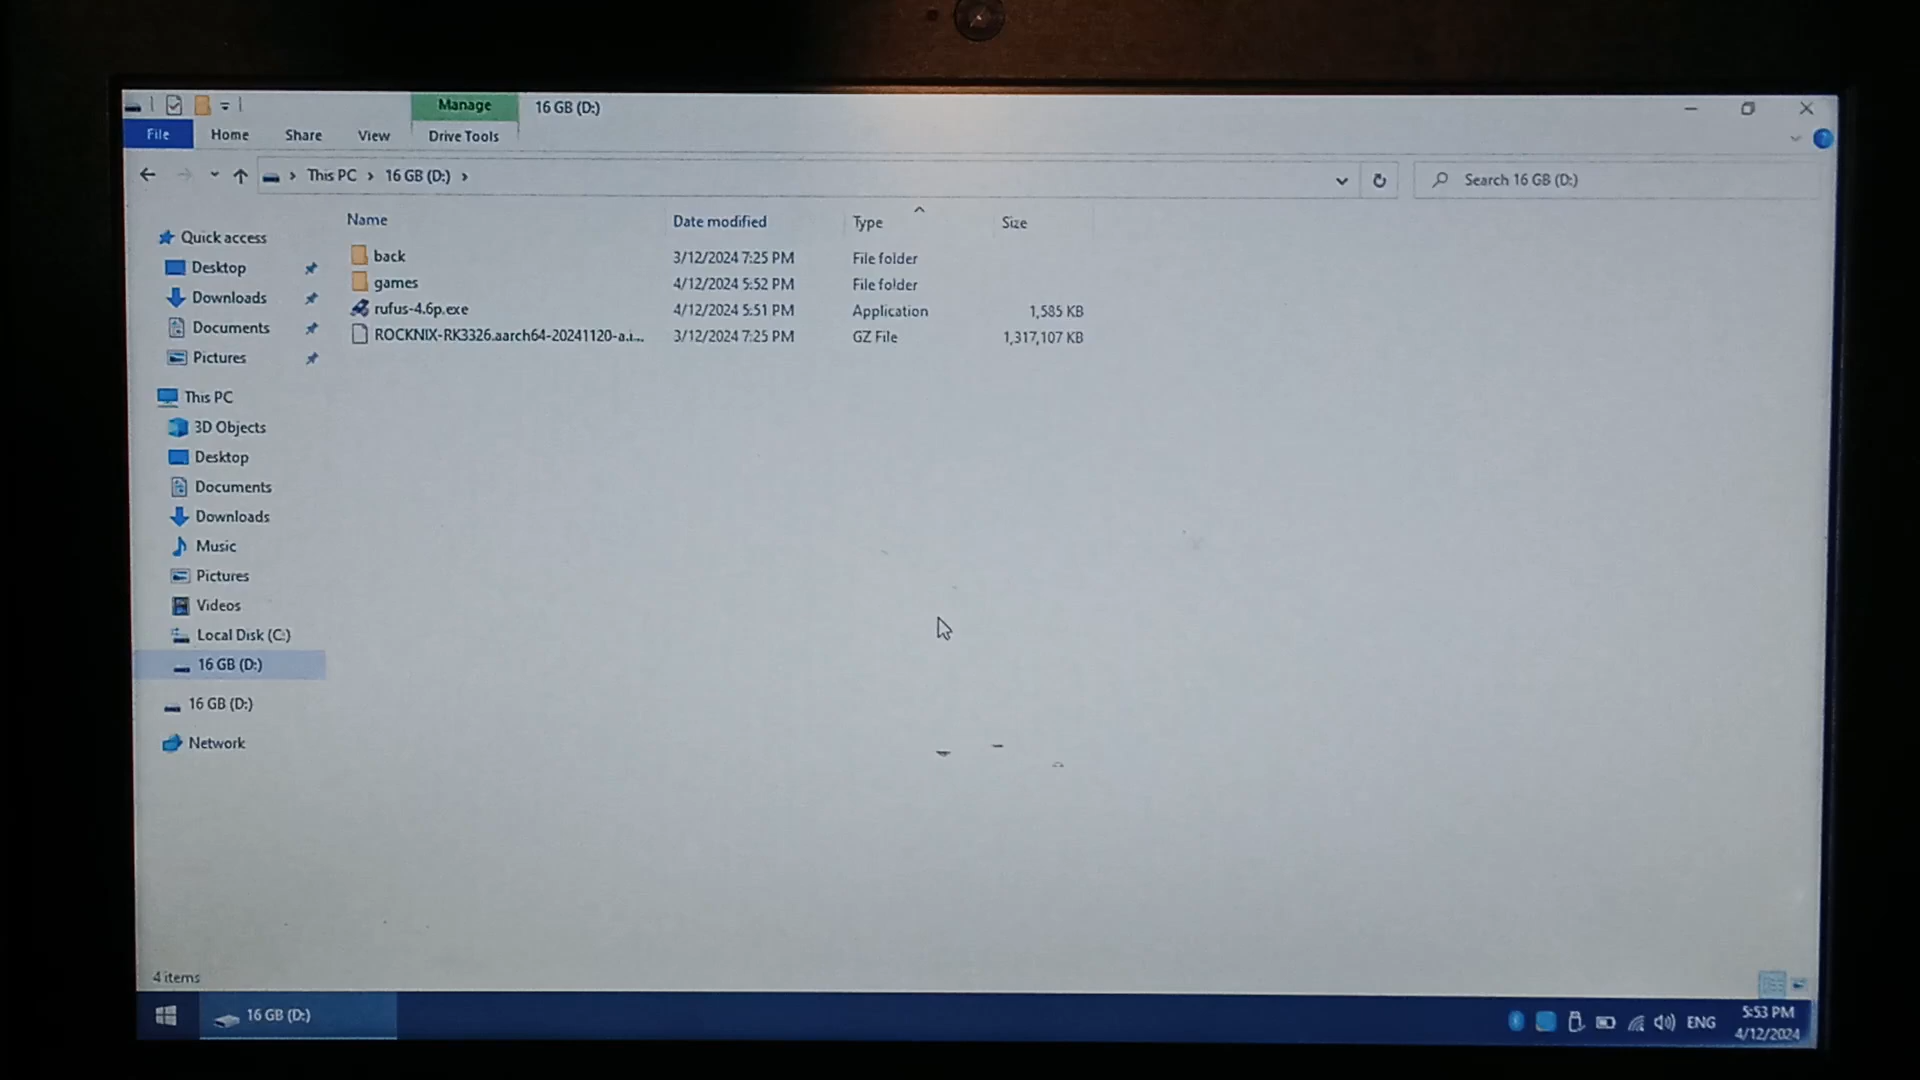 Manage 16 GB (D:)
File Home Share View Drive Tools
This PC 16 GB (D:) Search 16 GB (D:)
Name Date modified Type Size
back 3/12/2024 7:25 PM File folder
games 4/12/2024 5:52 PM File folder
rufus-4.6p.exe 4/12/2024 5:51 PM Application 1,585 KB
ROCKNIX-RK3326.aarch64-20241120-a.i... 3/12/2024 7:25 PM GZ File 1,317,107 KB
Quick access
Desktop
Downloads
Documents
Pictures
This PC
3D Objects
Desktop
Documents
Downloads
Music
Pictures
Videos
Local Disk (C:)
16 GB (D:)
16 GB (D:)
Network
4 items
16 GB (D:) ENG 5:53 PM
4/12/2024